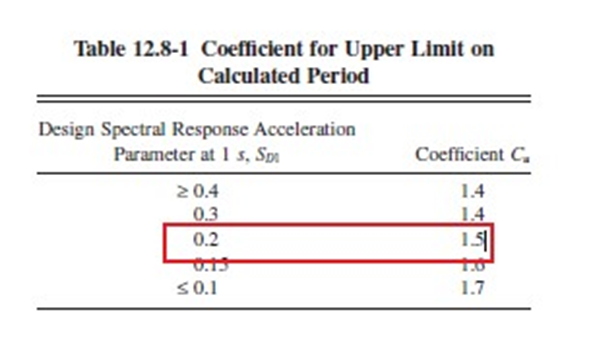 Table 12.8-1 Coefficient for Upper Limit on
Calculated Period
Design Spectral Response Acceleration
Parameter at 1 s, S_D1 Coefficient C_u
≥ 0.4 1.4
0.3 1.4
0.2 1.5
0.15 1.6
≤ 0.1 1.7